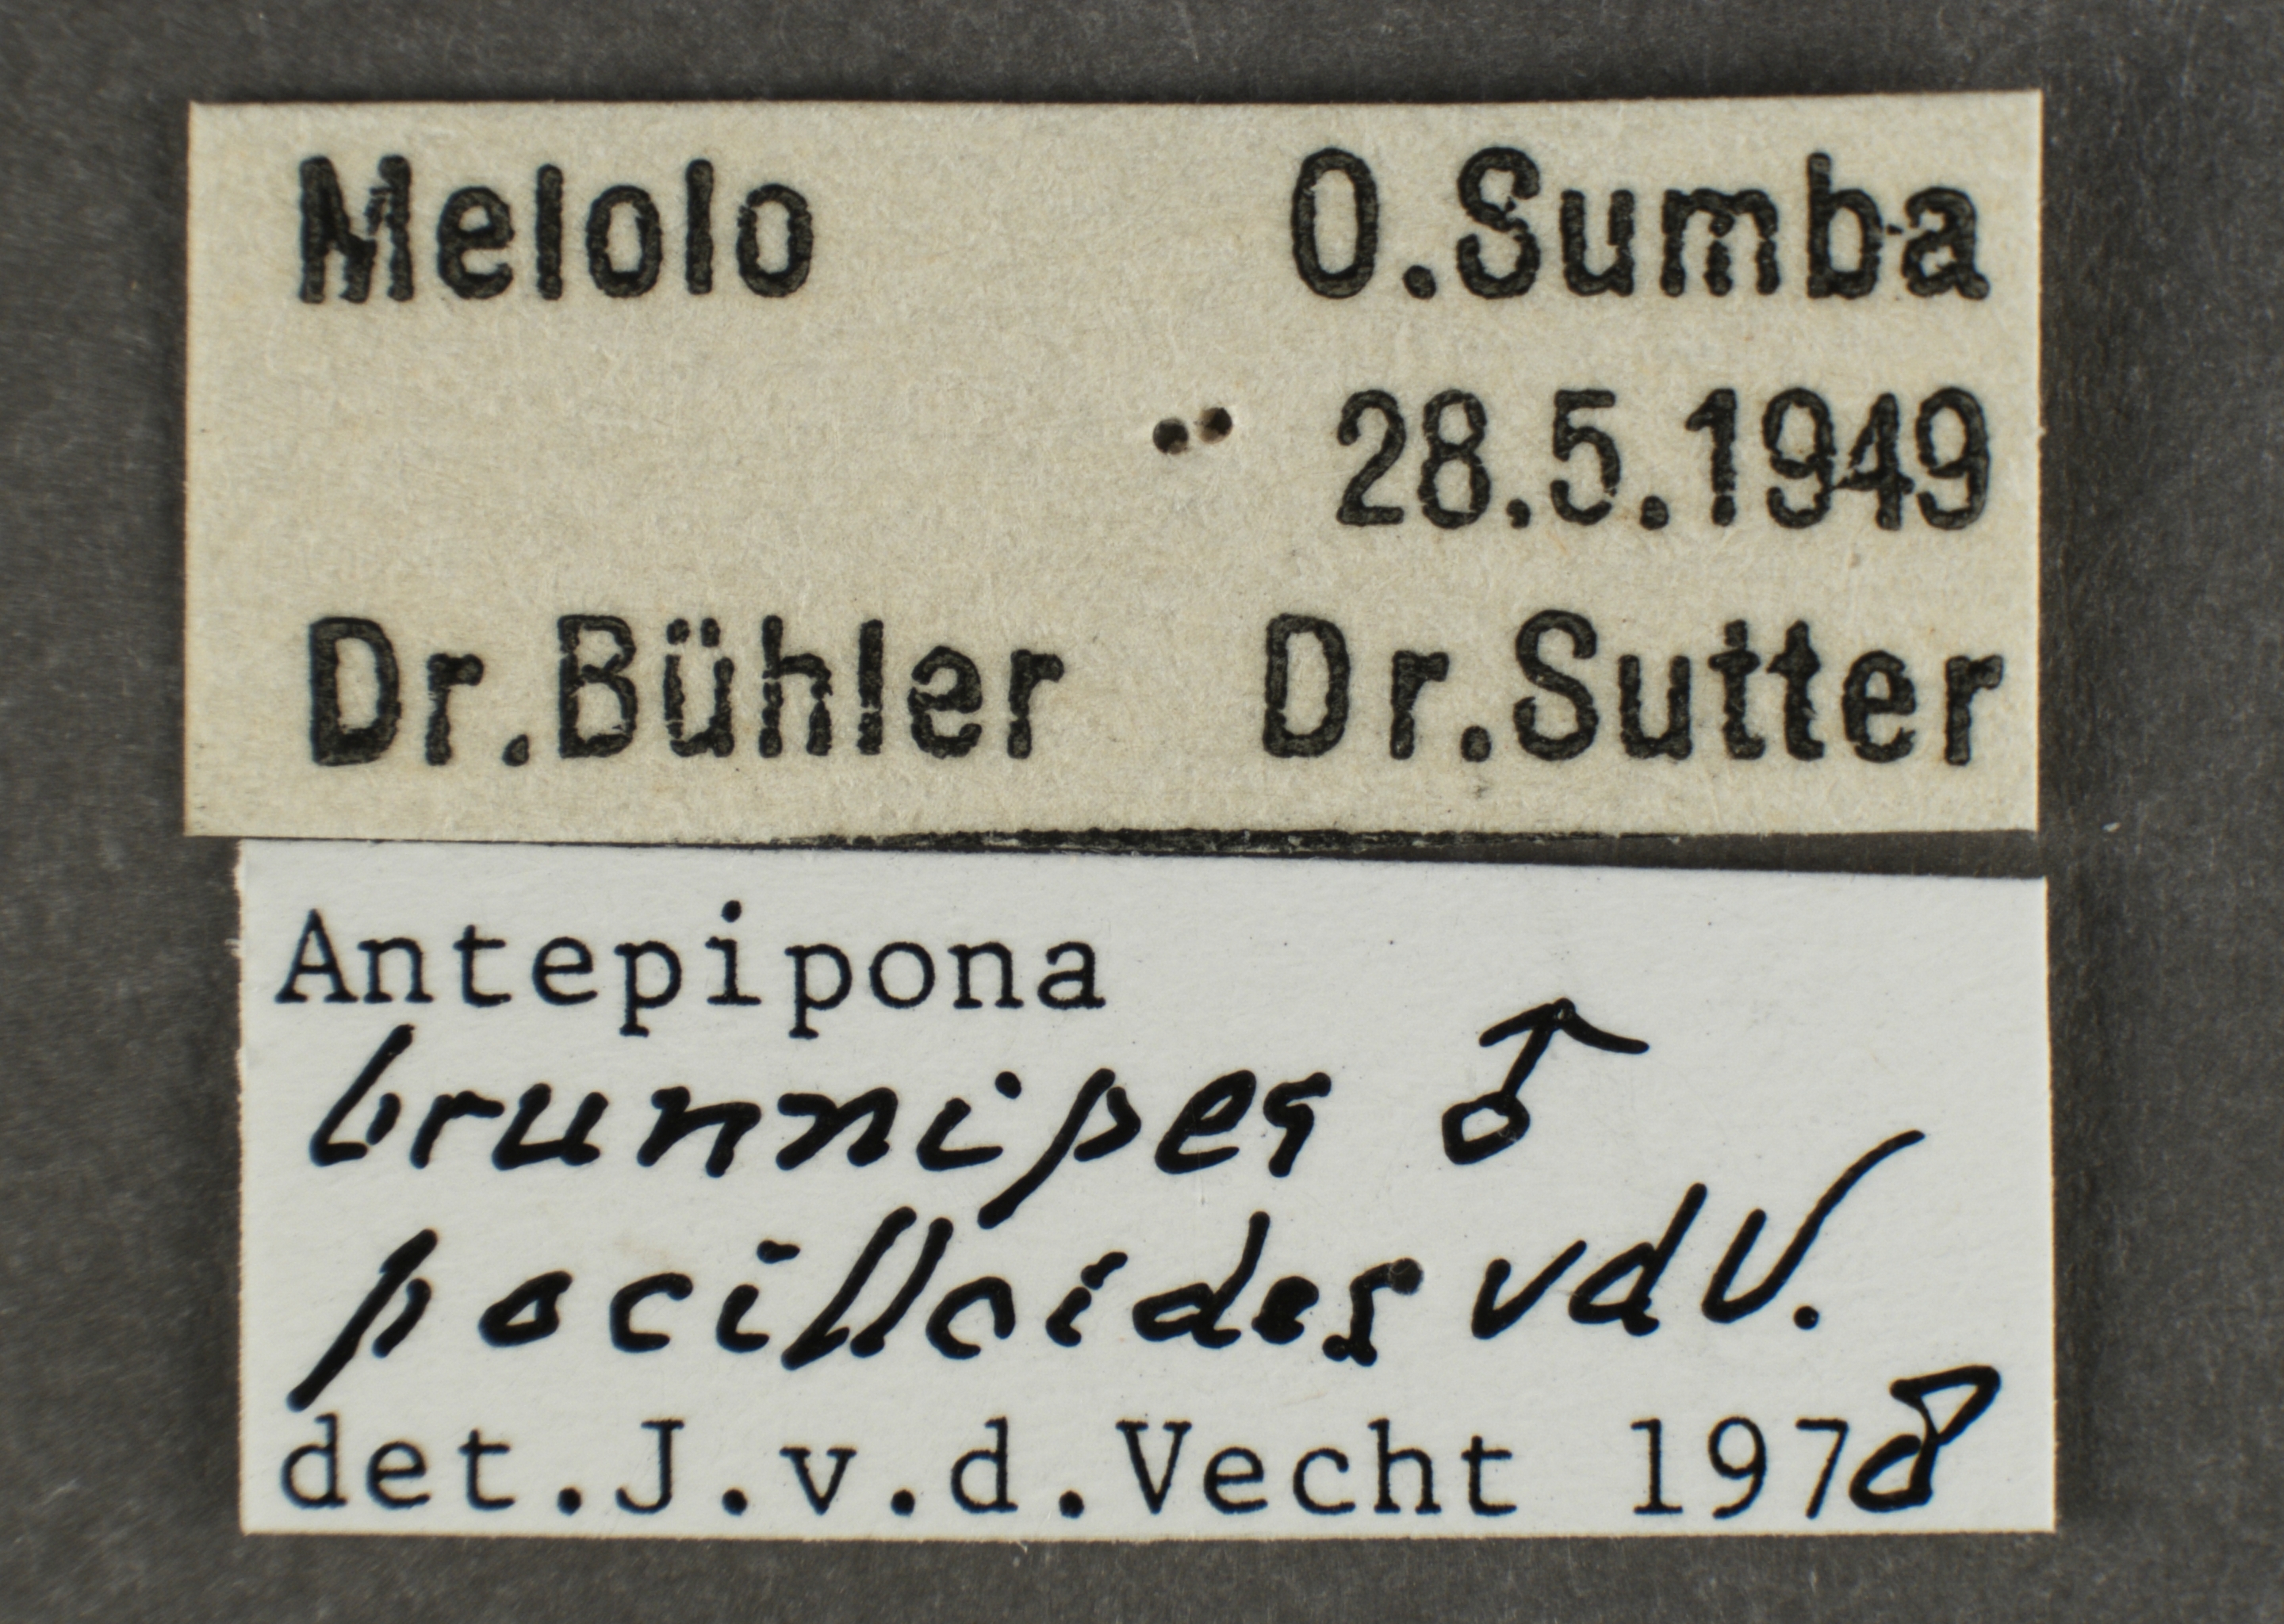 Melolo O.Sumba
28.5.1949
Dr.Bühler Dr.Sutter
Antepipona
brunnipes ♂
pocilloides vdV.
det.J.v.d.Vecht 1978